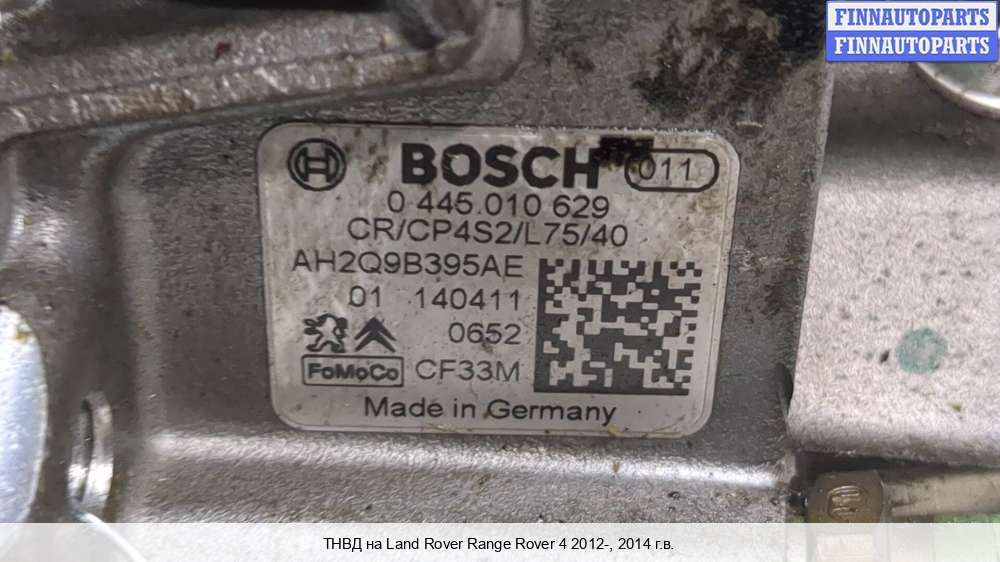 FINNAUTOPARTS
FINNAUTOPARTS
BOSCH 011
0 445.010 629
CR/CP4S2/L75/40
AH2Q9B395AE
01 140411
0652
FoMoCo CF33M
Made in Germany
ТНВД на Land Rover Range Rover 4 2012-, 2014 г.в.